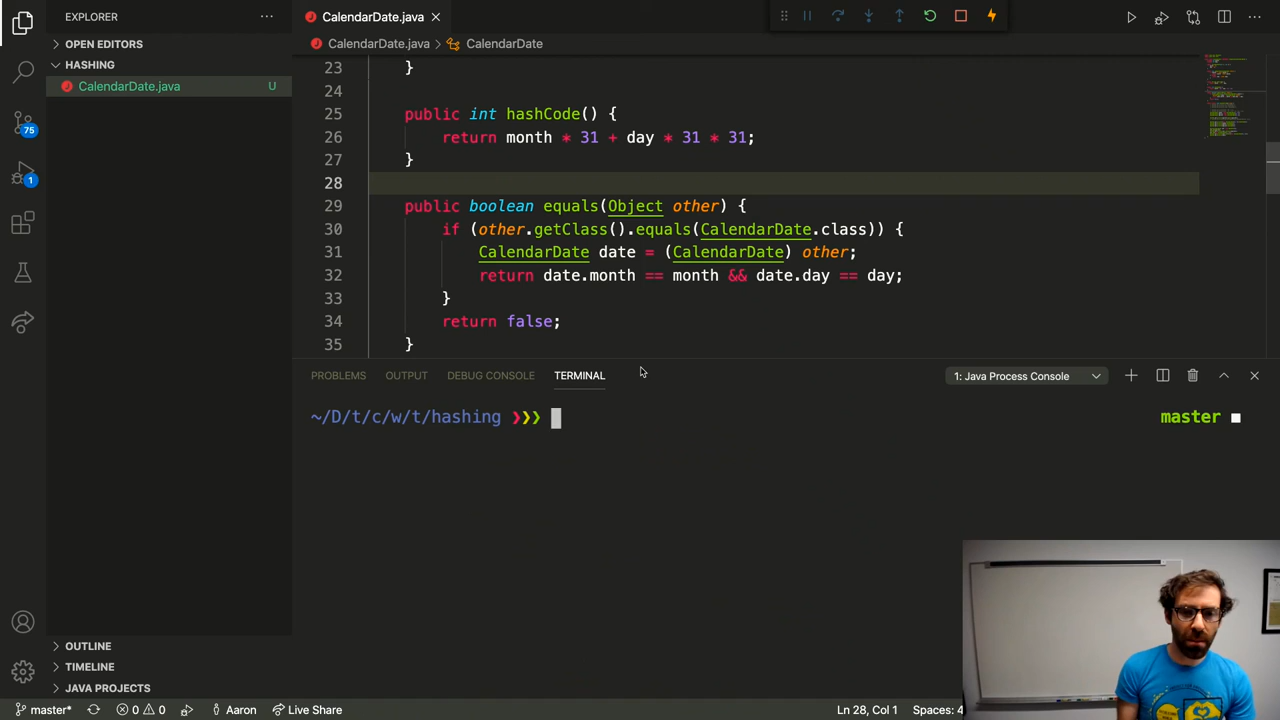 EXPLORER
CalendarDate.java
OPEN EDITORS
CalendarDate.java
CalendarDate
HASHING
CalendarDate.java
U
23
}
24
25
public int hashCode() {
26
return month * 31 + day * 31 * 31;
27
}
28
29
public boolean equals(Object other) {
30
if (other.getClass().equals(CalendarDate.class)) {
31
CalendarDate date = (CalendarDate) other;
32
return date.month == month && date.day == day;
33
}
34
return false;
35
}
75
1
PROBLEMS
OUTPUT
DEBUG CONSOLE
TERMINAL
1: Java Process Console
~/D/t/c/w/t/hashing ❯❯❯
master
OUTLINE
TIMELINE
JAVA PROJECTS
master*
0
0
Aaron
Live Share
Ln 28, Col 1
Spaces: 4